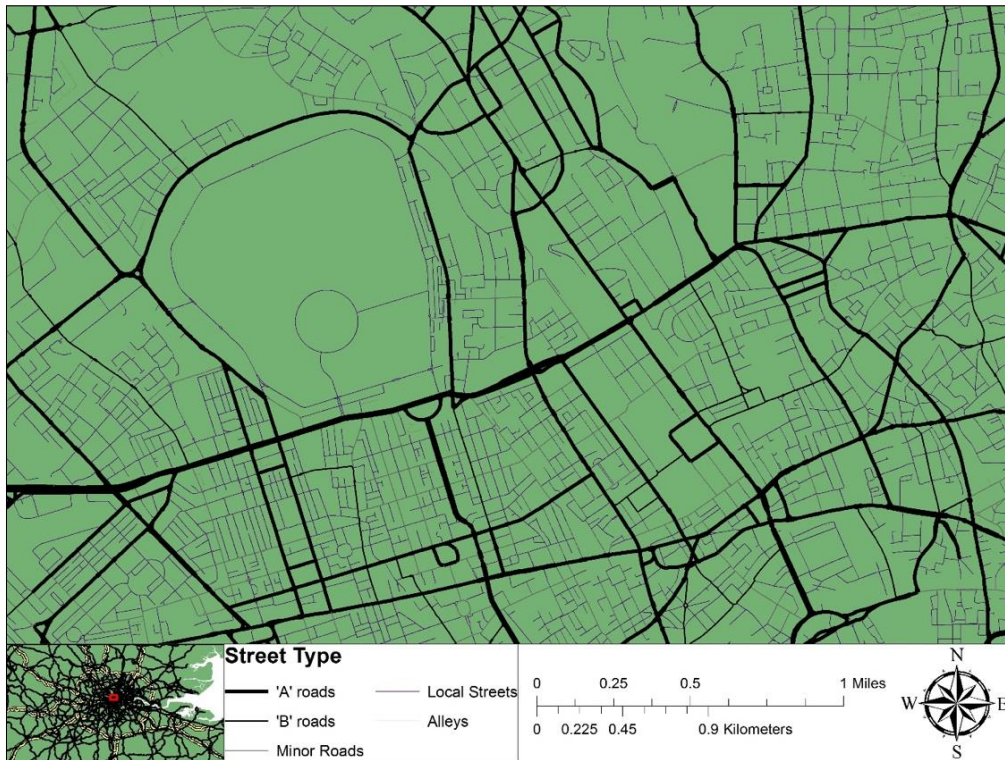 Street Type
'A' roads
'B' roads
Minor Roads
Local Streets
Alleys
0 0.25 0.5 1 Miles
0 0.225 0.45 0.9 Kilometers
N
W E
S